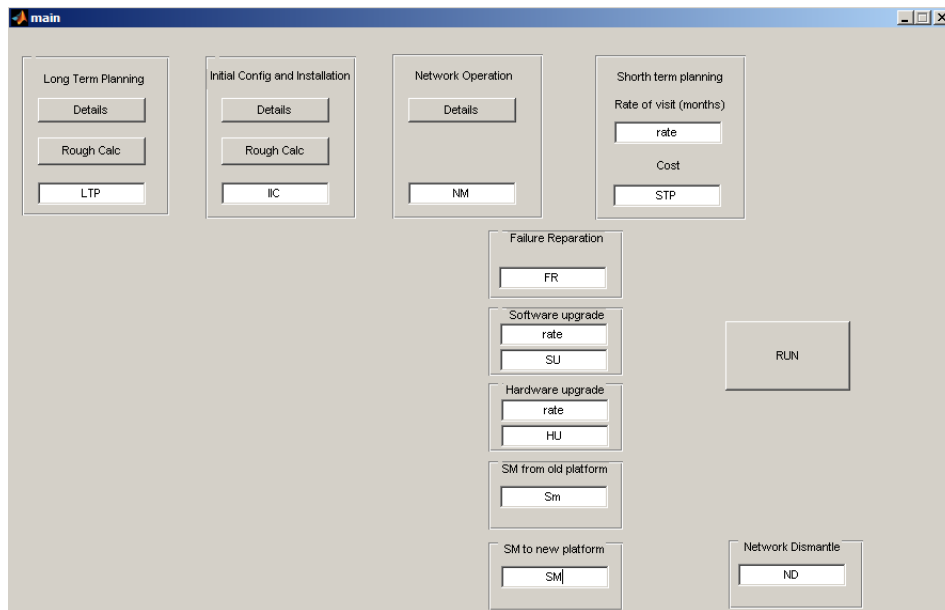 main
Long Term Planning
Details
Rough Calc
LTP
Initial Config and Installation
Details
Rough Calc
IIC
Network Operation
Details
NM
Shorth term planning
Rate of visit (months)
rate
Cost
STP
Failure Reparation
FR
Software upgrade
rate
SU
Hardware upgrade
rate
HU
SM from old platform
Sm
SM to new platform
SM
RUN
Network Dismantle
ND